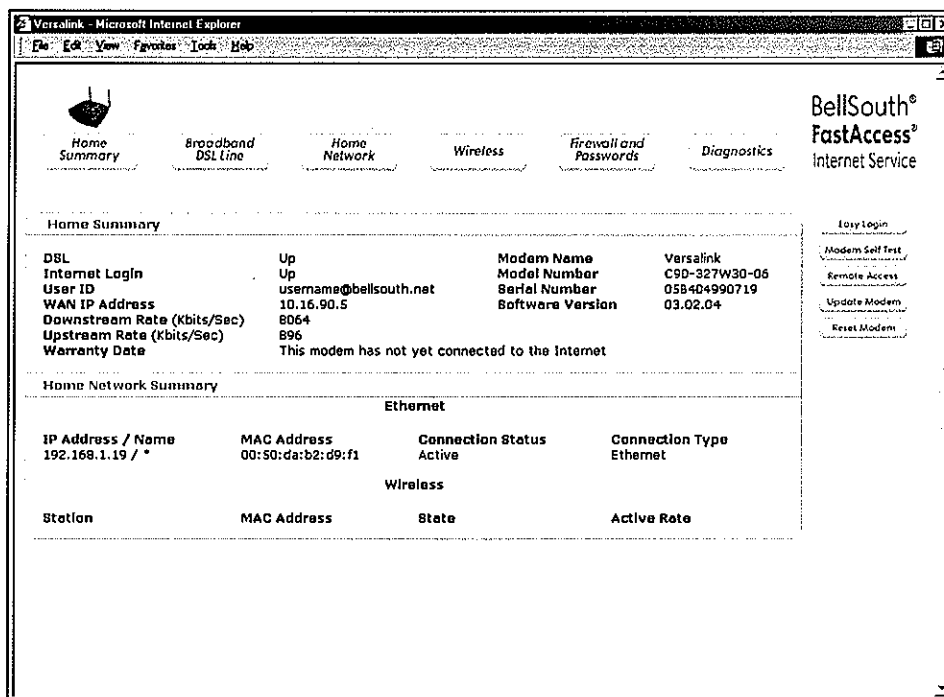 Versalink - Microsoft Internet Explorer
File Edit View Favorites Tools Help
BellSouth®
FastAccess®
Internet Service
Home Summary
Broadband DSL Line
Home Network
Wireless
Firewall and Passwords
Diagnostics
Home Summary
Easy Login
Modem Self Test
Remote Access
Update Modem
Reset Modem
DSL Up Modem Name Versalink
Internet Login Up Model Number C90-327W30-06
User ID username@bellsouth.net Serial Number 05B404990719
WAN IP Address 10.16.90.5 Software Version 03.02.04
Downstream Rate (Kbits/Sec) 8064
Upstream Rate (Kbits/Sec) 896
Warranty Date This modem has not yet connected to the Internet
Home Network Summary
Ethernet
IP Address / Name MAC Address Connection Status Connection Type
192.168.1.19 / * 00:50:da:b2:d9:f1 Active Ethernet
Wireless
Station MAC Address State Active Rate